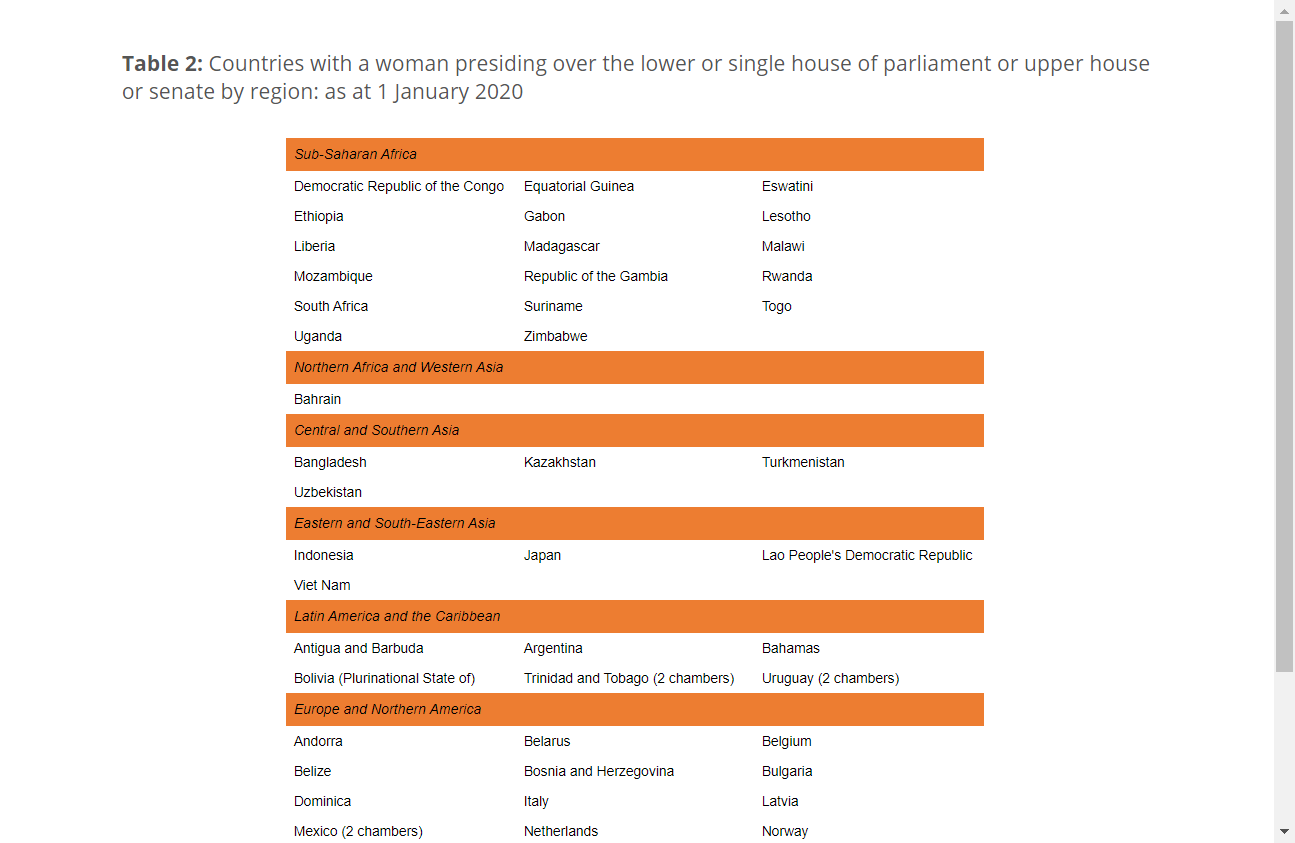 Table 2: Countries with a woman presiding over the lower or single house of parliament or upper house
or senate by region: as at 1 January 2020
Sub-Saharan Africa
Democratic Republic of the Congo Equatorial Guinea Eswatini
Ethiopia Gabon Lesotho
Liberia Madagascar Malawi
Mozambique Republic of the Gambia Rwanda
South Africa Suriname Togo
Uganda Zimbabwe
Northern Africa and Western Asia
Bahrain
Central and Southern Asia
Bangladesh Kazakhstan Turkmenistan
Uzbekistan
Eastern and South-Eastern Asia
Indonesia Japan Lao People's Democratic Republic
Viet Nam
Latin America and the Caribbean
Antigua and Barbuda Argentina Bahamas
Bolivia (Plurinational State of) Trinidad and Tobago (2 chambers) Uruguay (2 chambers)
Europe and Northern America
Andorra Belarus Belgium
Belize Bosnia and Herzegovina Bulgaria
Dominica Italy Latvia
Mexico (2 chambers) Netherlands Norway